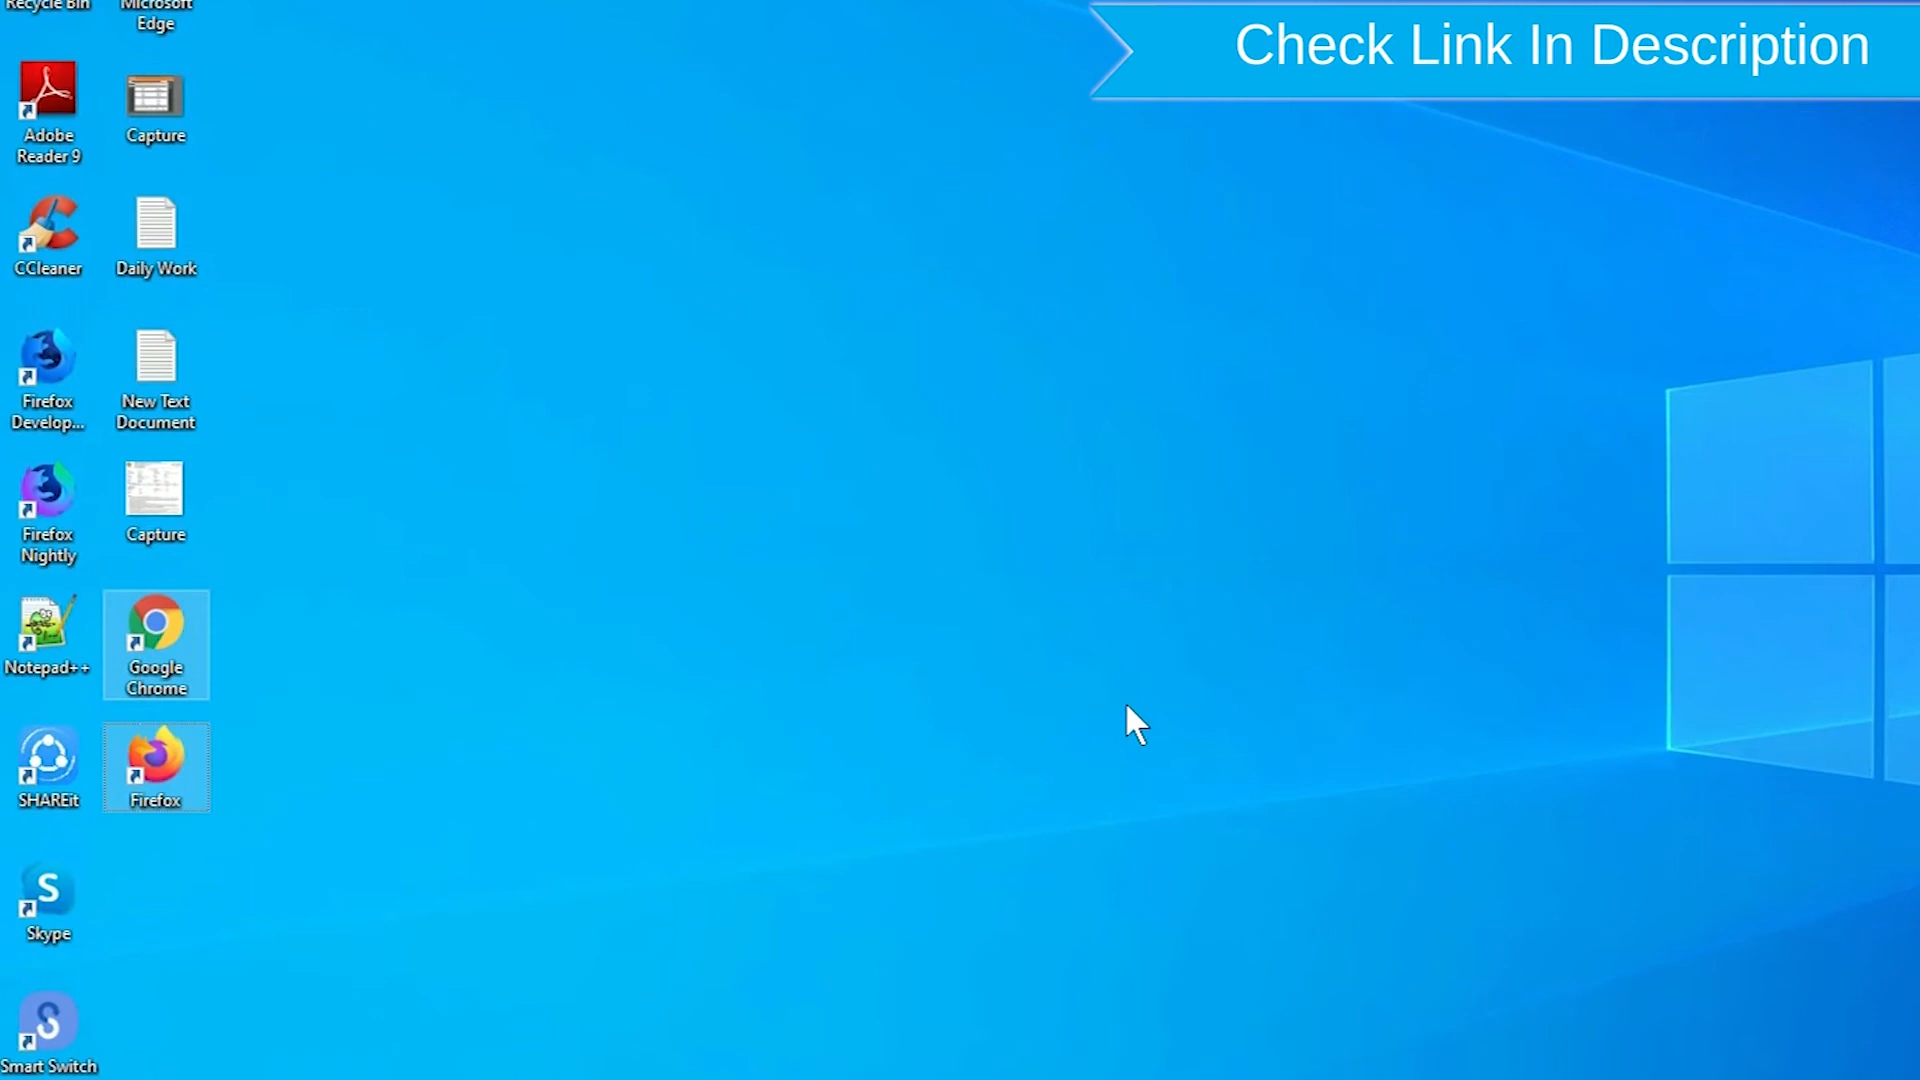 Recycle Bin
Microsoft
Edge
Check Link In Description
Adobe
Reader 9
Capture
CCleaner
Daily Work
Firefox
Develop...
New Text
Document
Firefox
Nightly
Capture
Notepad++
Google
Chrome
SHAREit
Firefox
S
Skype
Smart Switch